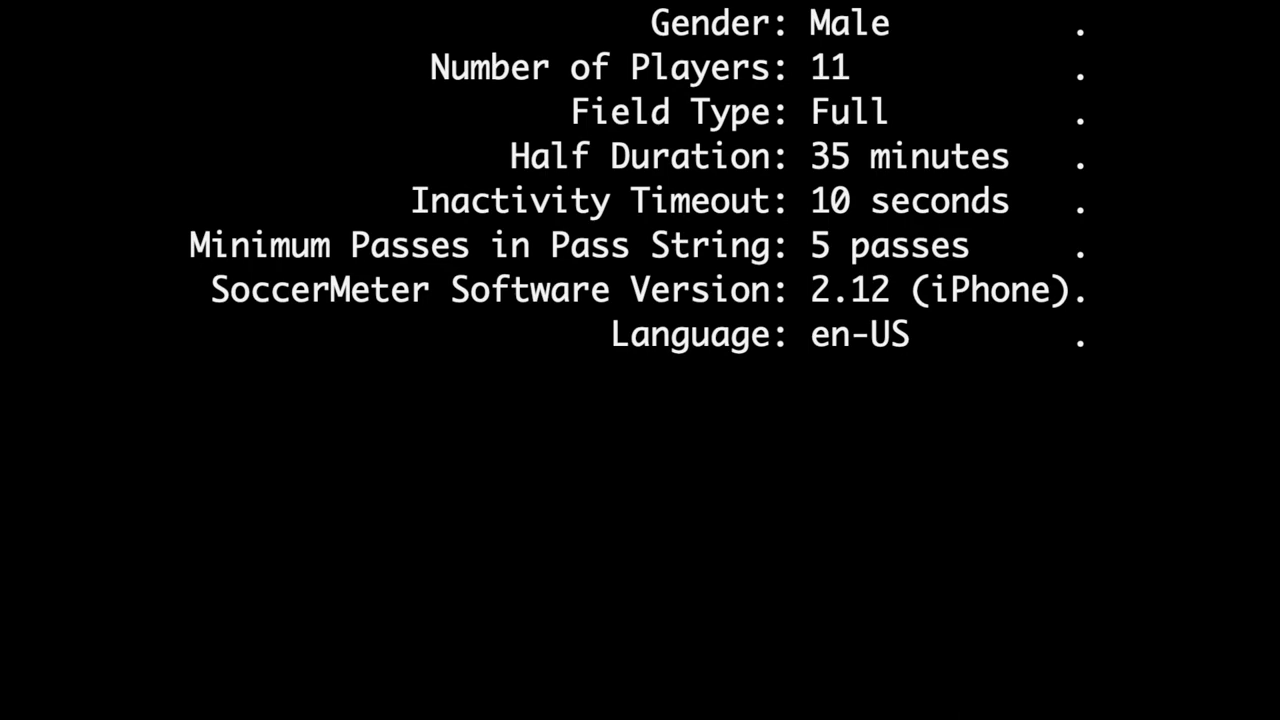 Gender: Male .
Number of Players: 11 .
Field Type: Full .
Half Duration: 35 minutes .
Inactivity Timeout: 10 seconds .
Minimum Passes in Pass String: 5 passes .
SoccerMeter Software Version: 2.12 (iPhone).
Language: en-US .